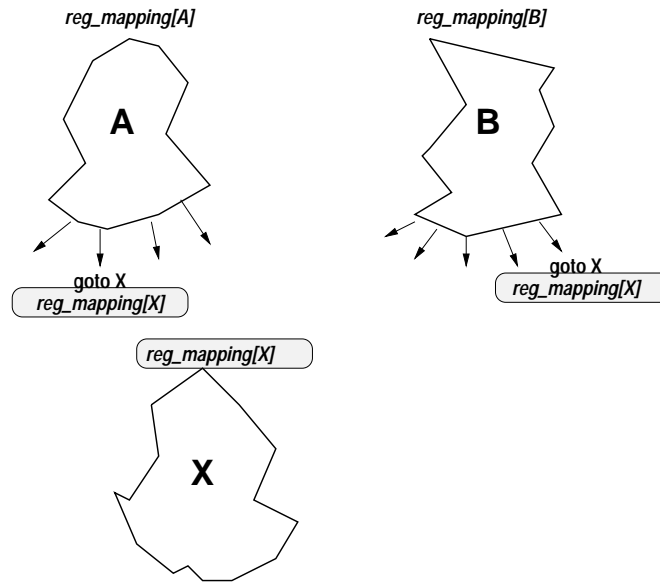 reg_mapping[A]
reg_mapping[B]
A
B
goto X
reg_mapping[X]
goto X
reg_mapping[X]
reg_mapping[X]
X